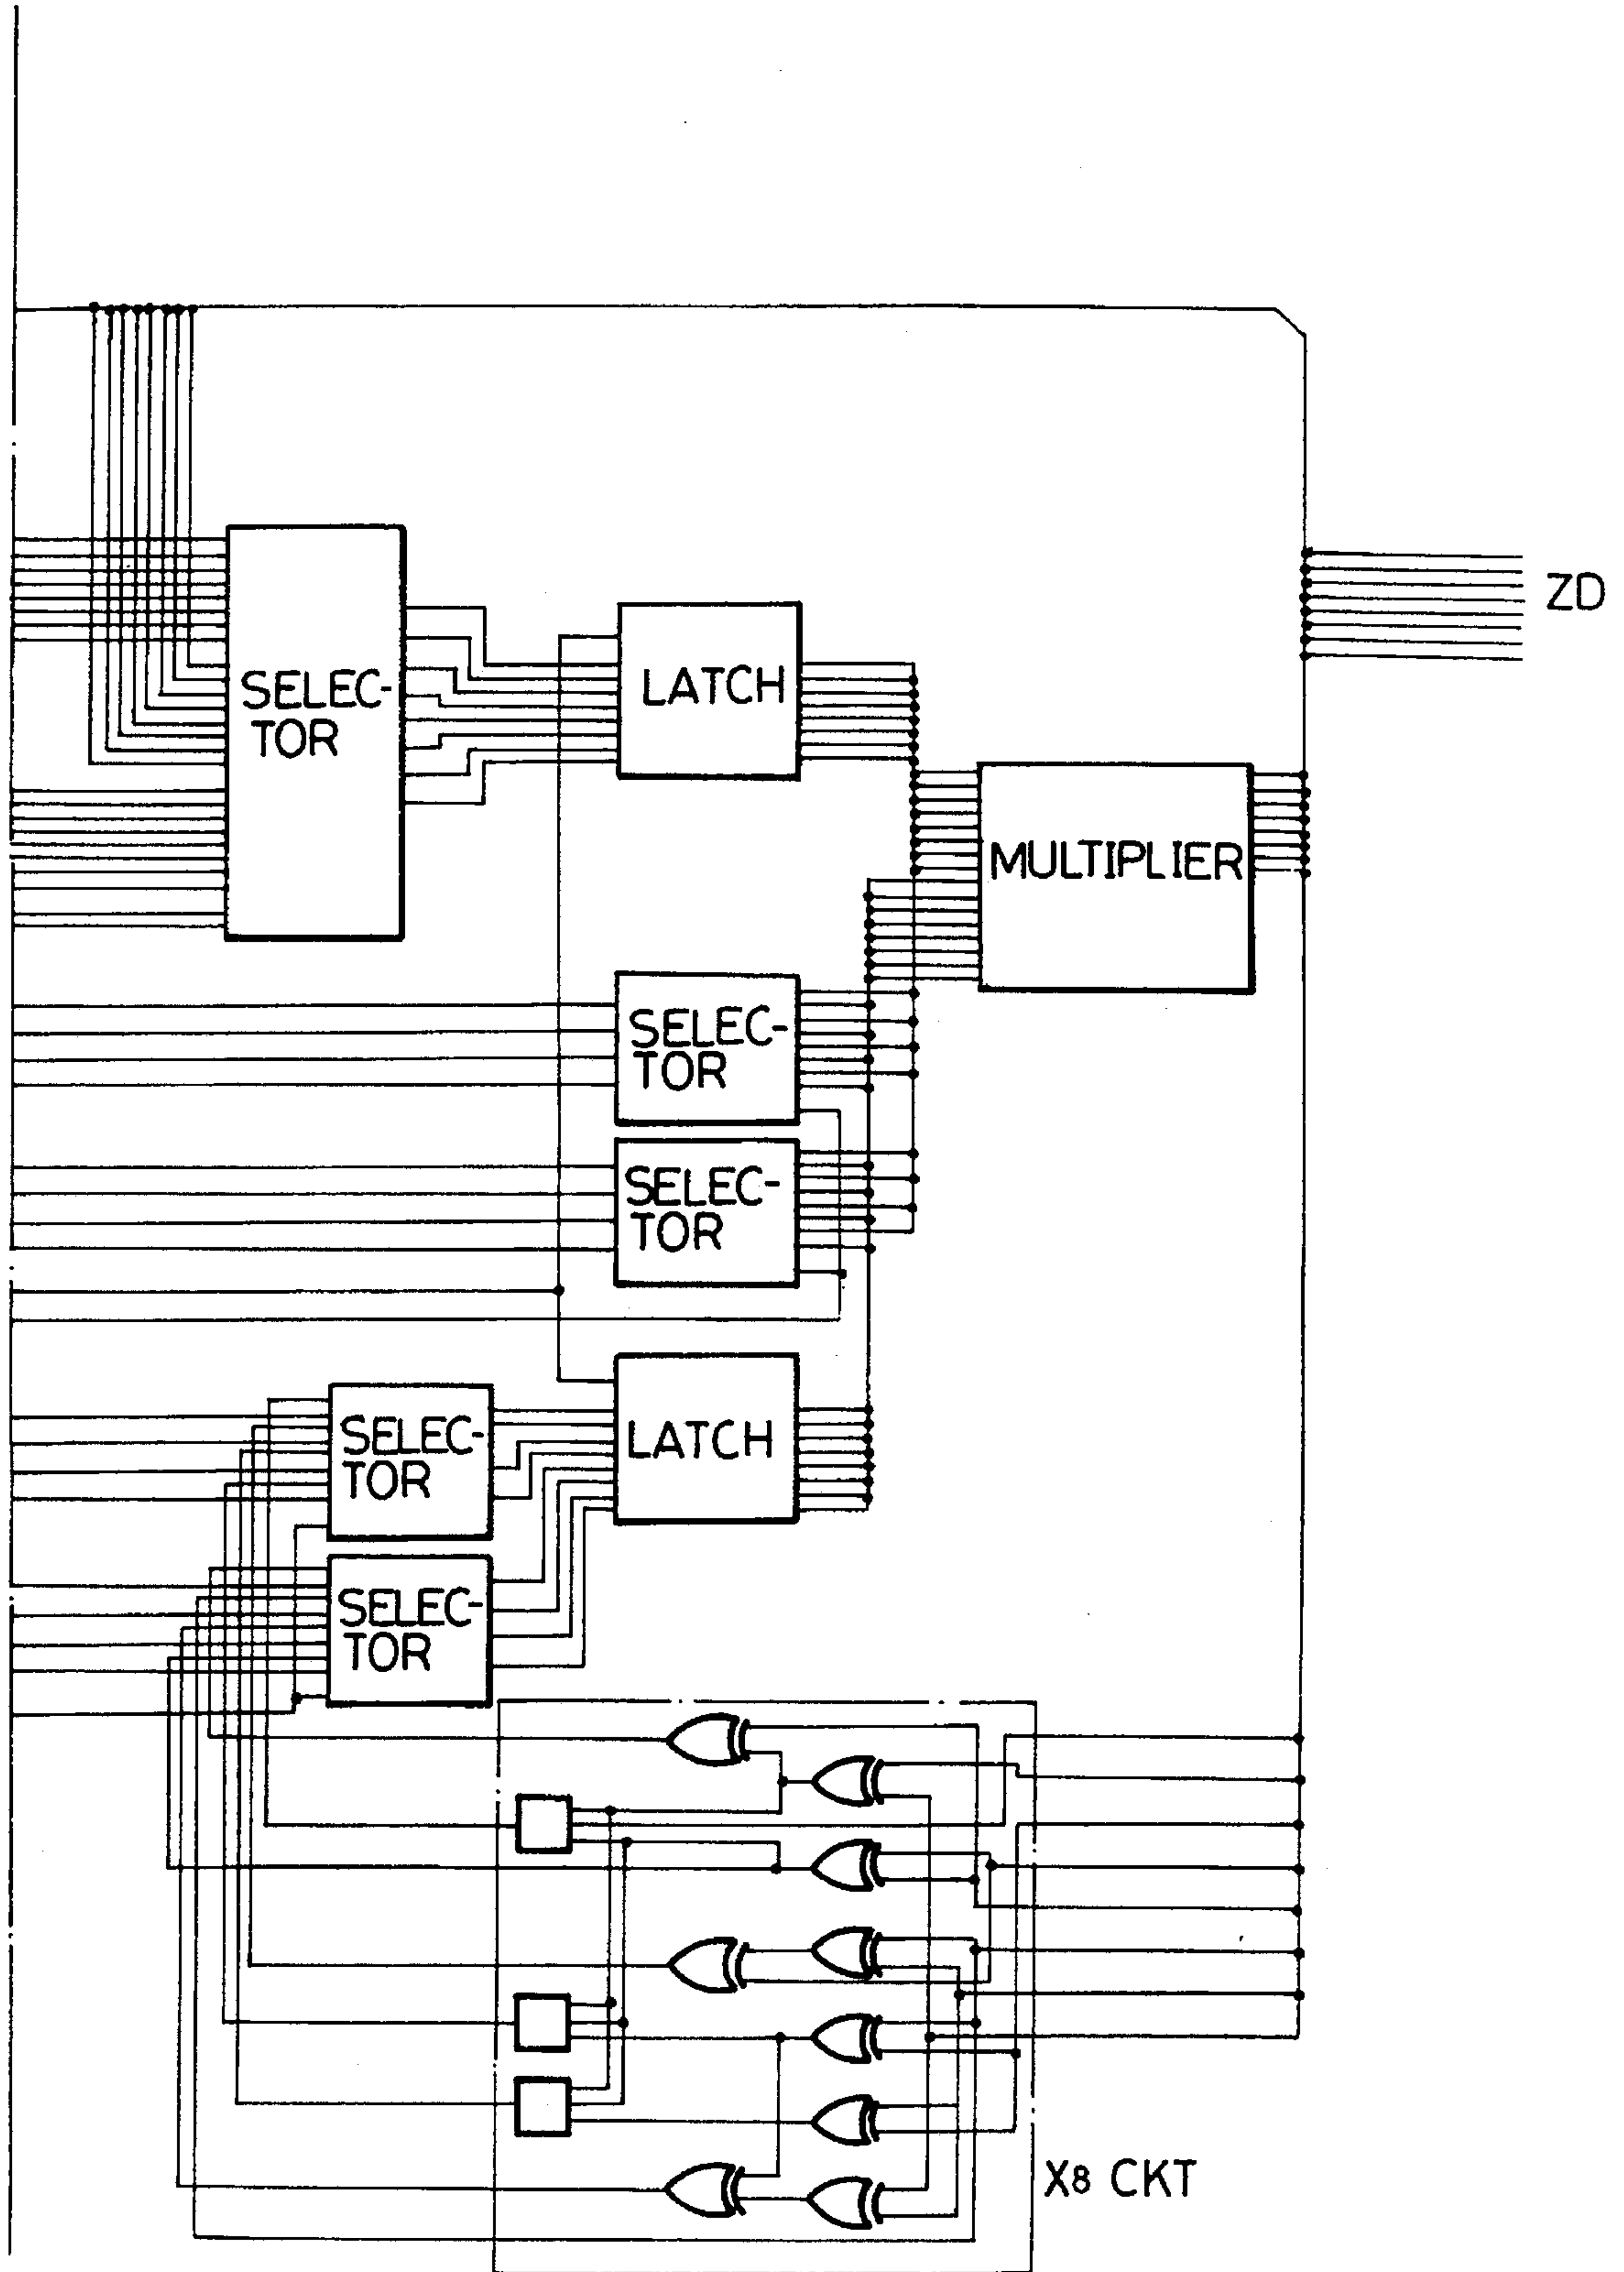 ZD
SELEC-
TOR
LATCH
MULTIPLIER
SELEC-
TOR
SELEC-
TOR
SELEC-
TOR
LATCH
SELEC-
TOR
X8 CKT